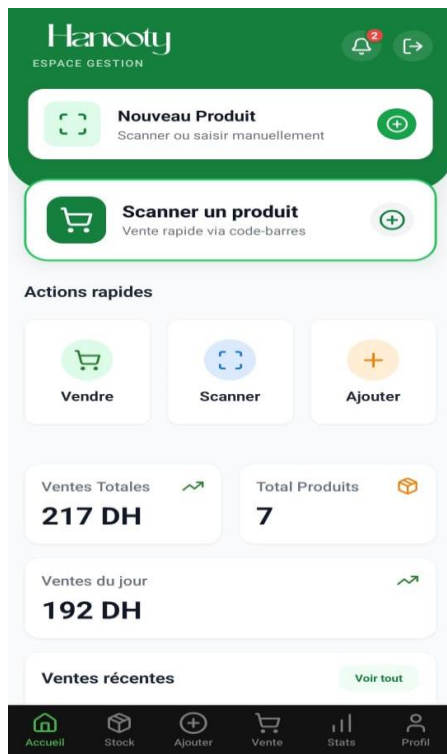 Hanooty
ESPACE GESTION
2
Nouveau Produit
Scanner ou saisir manuellement
Scanner un produit
Vente rapide via code-barres
Actions rapides
Vendre
Scanner
Ajouter
Ventes Totales
217 DH
Total Produits
7
Ventes du jour
192 DH
Ventes récentes
Voir tout
Accueil
Stock
Ajouter
Vente
Stats
Profil